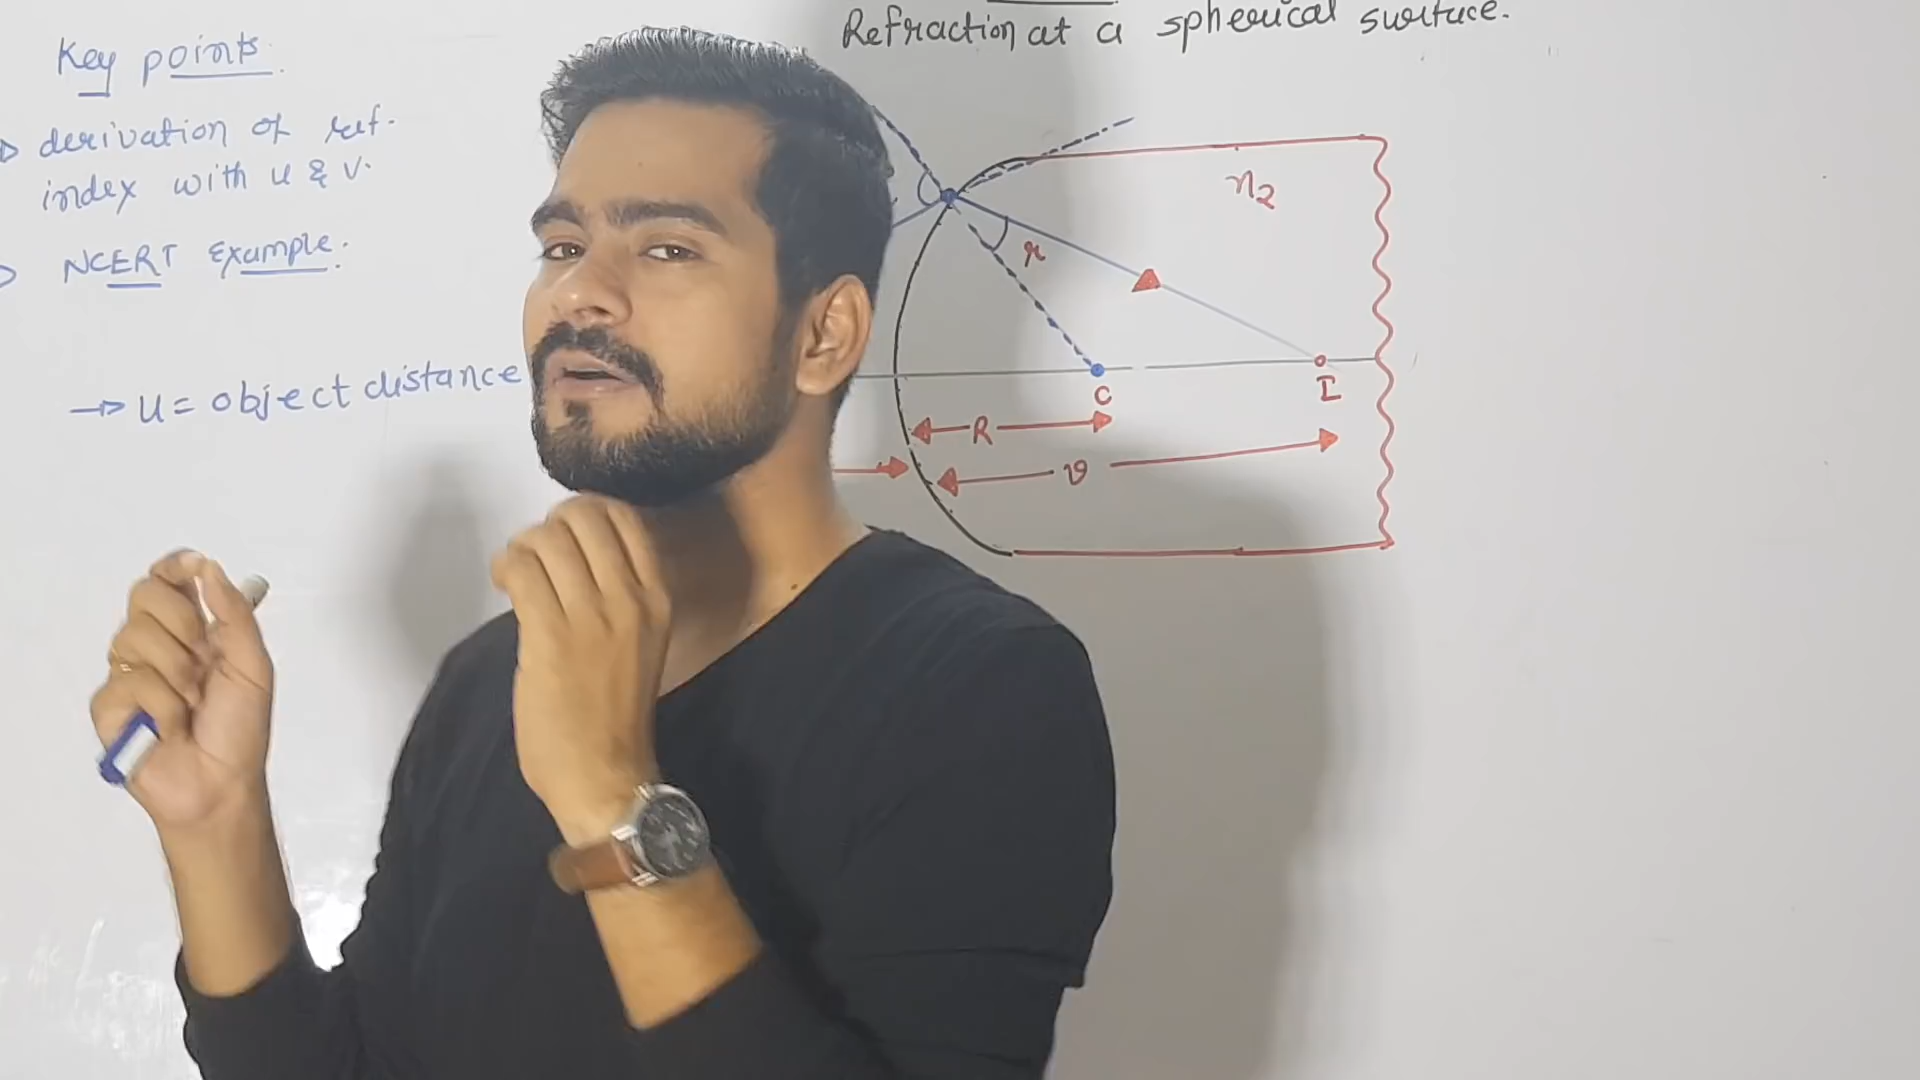 Refraction at a spherical surface.
Key points.
derivation of ref.
index with u & v.
NCERT Example.
→ u = object distance
n2
r
C
I
R
v